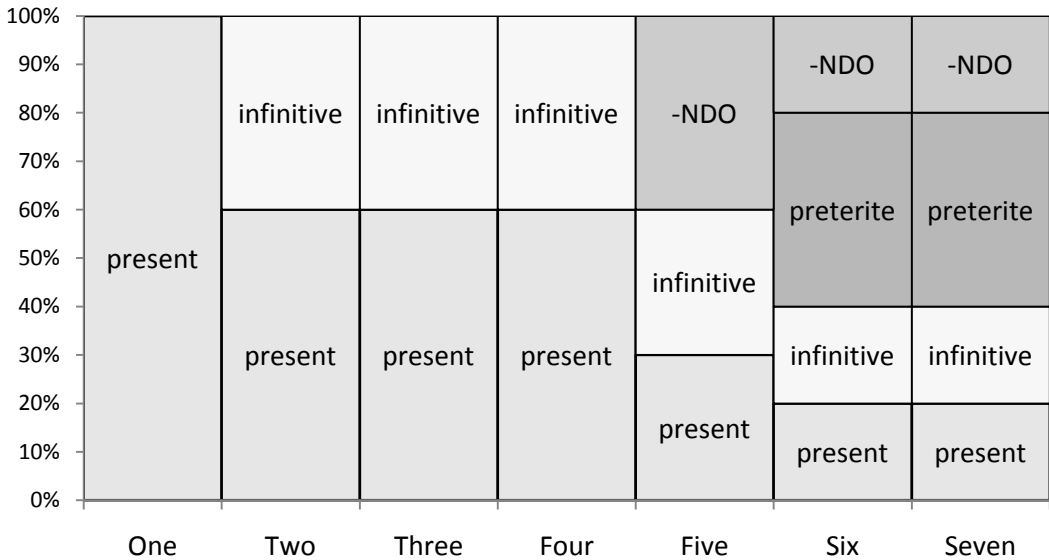 100%
90%
80%
70%
60%
50%
40%
30%
20%
10%
0%
present
infinitive
present
infinitive
present
infinitive
present
-NDO
infinitive
present
-NDO
preterite
infinitive
present
-NDO
preterite
infinitive
present
One Two Three Four Five Six Seven